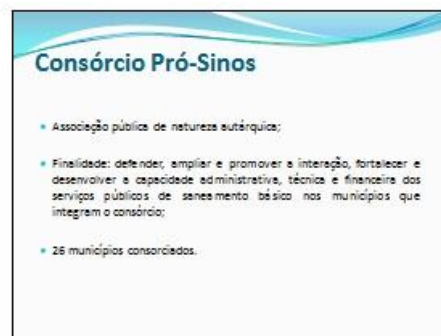 Consórcio Pró-Sinos
• Associação pública de natureza autárquica;
• Finalidade: defender, ampliar e promover a interação, fortalecer e
desenvolver a capacidade administrativa, técnica e financeira dos
serviços públicos de saneamento básico nos municípios que
integram o consórcio;
• 26 municípios consorciados.